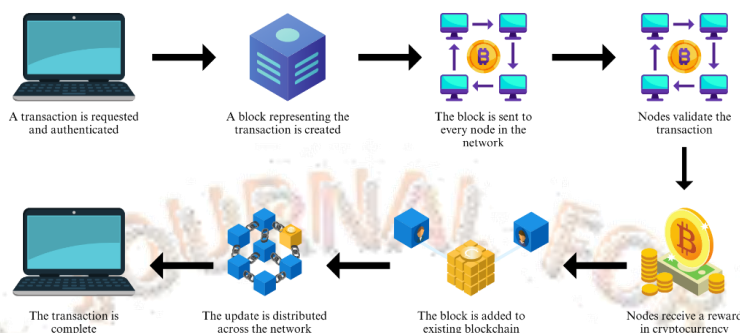 A transaction is requested
and authenticated
A block representing the
transaction is created
The block is sent to
every node in the
network
Nodes validate the
transaction
The transaction is
complete
The update is distributed
across the network
The block is added to
existing blockchain
Nodes receive a reward
in cryptocurrency
JOURNAL FOR